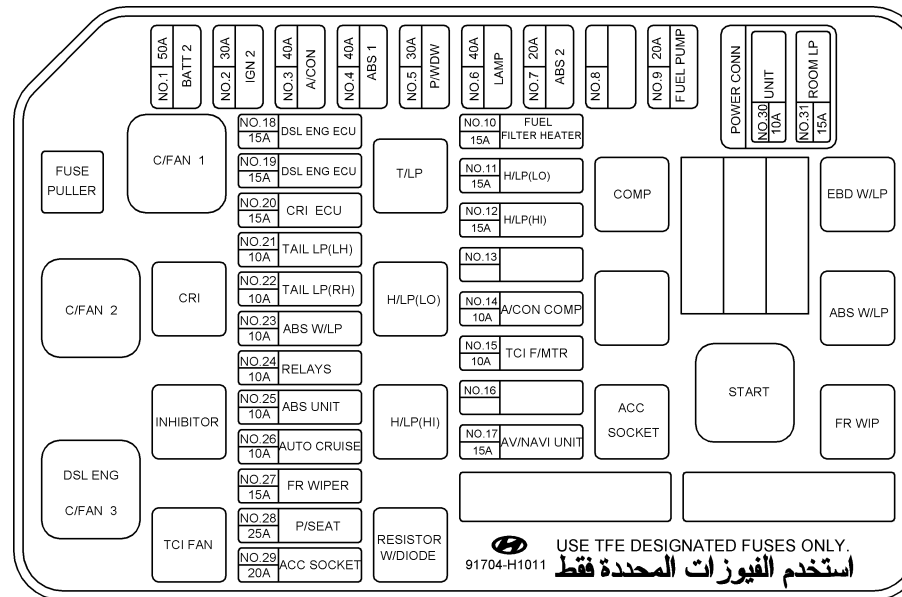 NO.1 50A
BATT 2
NO.2 30A
IGN 2
NO.3 40A
A/CON
NO.4 40A
ABS 1
NO.5 30A
P/WDW
NO.6 40A
LAMP
NO.7 20A
ABS 2
NO.8
NO.9 20A
FUEL PUMP
POWER CONN
NO.30 10A
UNIT
NO.31 15A
ROOM LP
FUSE
PULLER
C/FAN 1
C/FAN 2
DSL ENG
C/FAN 3
CRI
INHIBITOR
TCI FAN
NO.18
15A
DSL ENG ECU
NO.19
15A
DSL ENG ECU
NO.20
15A
CRI ECU
NO.21
10A
TAIL LP(LH)
NO.22
10A
TAIL LP(RH)
NO.23
10A
ABS W/LP
NO.24
10A
RELAYS
NO.25
10A
ABS UNIT
NO.26
10A
AUTO CRUISE
NO.27
15A
FR WIPER
NO.28
25A
P/SEAT
NO.29
20A
ACC SOCKET
T/LP
H/LP(LO)
H/LP(HI)
RESISTOR
W/DIODE
NO.10
15A
FUEL
FILTER HEATER
NO.11
15A
H/LP(LO)
NO.12
15A
H/LP(HI)
NO.13
NO.14
10A
A/CON COMP
NO.15
10A
TCI F/MTR
NO.16
NO.17
15A
AV/NAVI UNIT
COMP
ACC
SOCKET
START
EBD W/LP
ABS W/LP
FR WIP
91704-H1011
USE TFE DESIGNATED FUSES ONLY.
استخدم الفيوزات المحددة فقط